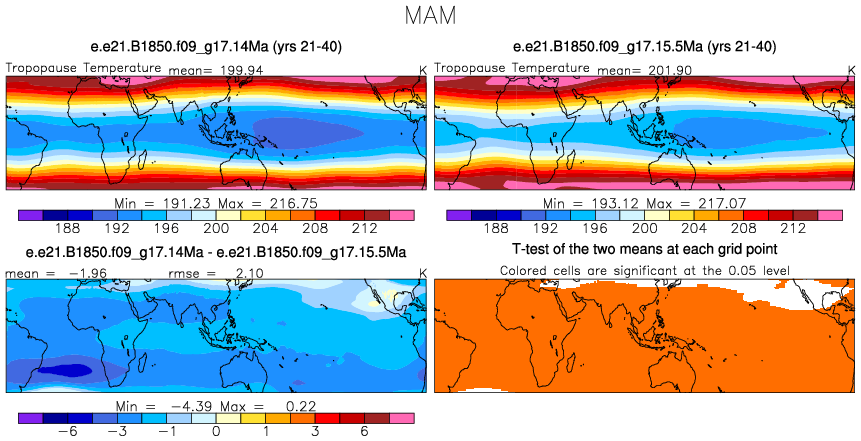 MAM
e.e21.B1850.f09_g17.14Ma (yrs 21-40)
Tropopause Temperature mean= 199.94 K
Min = 191.23 Max = 216.75
188 192 196 200 204 208 212
e.e21.B1850.f09_g17.15.5Ma (yrs 21-40)
Tropopause Temperature mean= 201.90 K
Min = 193.12 Max = 217.07
188 192 196 200 204 208 212
e.e21.B1850.f09_g17.14Ma - e.e21.B1850.f09_g17.15.5Ma
mean = -1.96 rmse = 2.10 K
Min = -4.39 Max = 0.22
-6 -3 -1 0 1 3 6
T-test of the two means at each grid point
Colored cells are significant at the 0.05 level